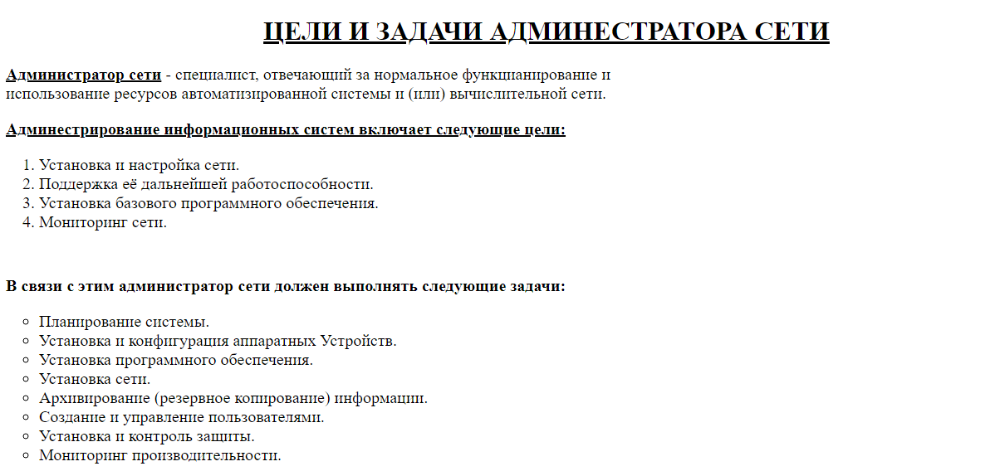 ЦЕЛИ И ЗАДАЧИ АДМИНЕСТРАТОРА СЕТИ
Администратор сети - специалист, отвечающий за нормальное функцианирование и
использование ресурсов автоматизированной системы и (или) вычислительной сети.
Админестрирование информационных систем включает следующие цели:
1. Установка и настройка сети.
2. Поддержка её дальнейшей работоспособности.
3. Установка базового программного обеспечения.
4. Мониторинг сети.
В связи с этим администратор сети должен выполнять следующие задачи:
◦ Планирование системы.
◦ Установка и конфигурация аппаратных Устройств.
◦ Установка программного обеспечения.
◦ Установка сети.
◦ Архивирование (резервное копирование) информации.
◦ Создание и управление пользователями.
◦ Установка и контроль защиты.
◦ Мониторинг производительности.